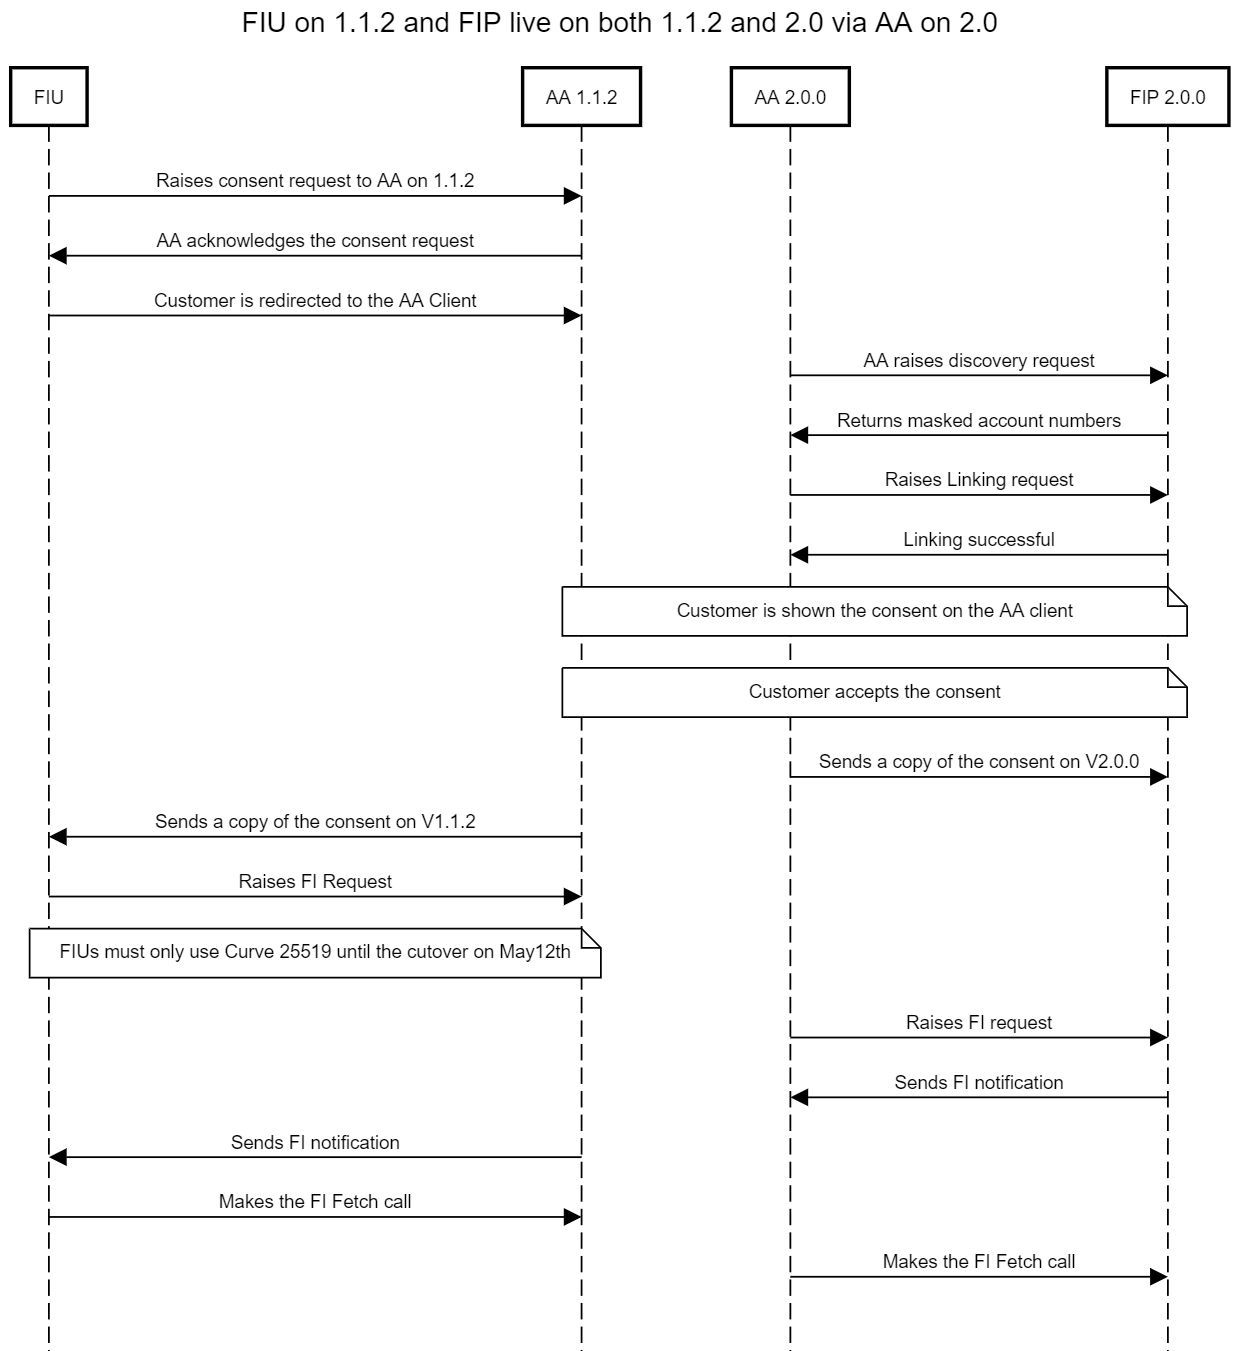 FIU on 1.1.2 and FIP live on both 1.1.2 and 2.0 via AA on 2.0
FIU
AA 1.1.2
AA 2.0.0
FIP 2.0.0
Raises consent request to AA on 1.1.2
AA acknowledges the consent request
Customer is redirected to the AA Client
AA raises discovery request
Returns masked account numbers
Raises Linking request
Linking successful
Customer is shown the consent on the AA client
Customer accepts the consent
Sends a copy of the consent on V2.0.0
Sends a copy of the consent on V1.1.2
Raises FI Request
FIUs must only use Curve 25519 until the cutover on May12th
Raises FI request
Sends FI notification
Sends FI notification
Makes the FI Fetch call
Makes the FI Fetch call